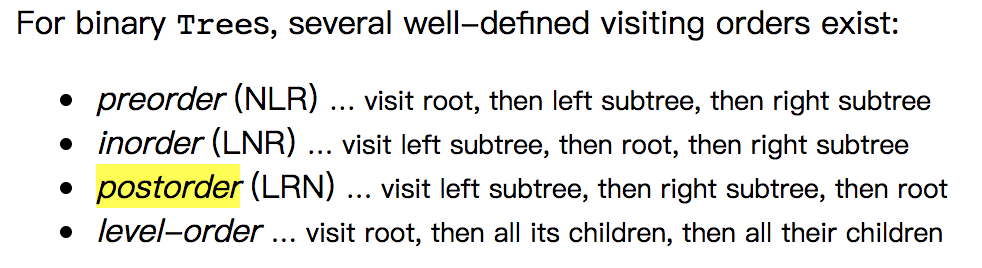 For binary Trees, several well-defined visiting orders exist:
• preorder (NLR) ... visit root, then left subtree, then right subtree
• inorder (LNR) ... visit left subtree, then root, then right subtree
• postorder (LRN) ... visit left subtree, then right subtree, then root
• level-order ... visit root, then all its children, then all their children